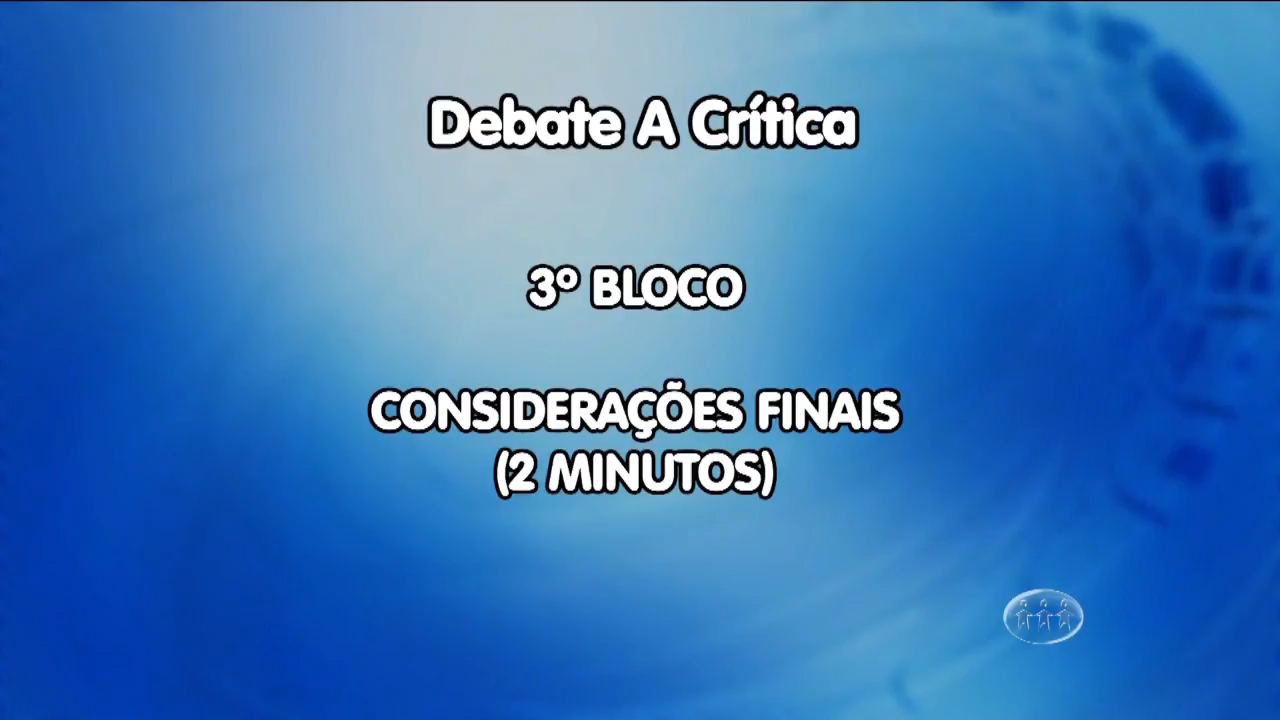 Debate A Crítica
3º BLOCO
CONSIDERAÇÕES FINAIS
(2 MINUTOS)